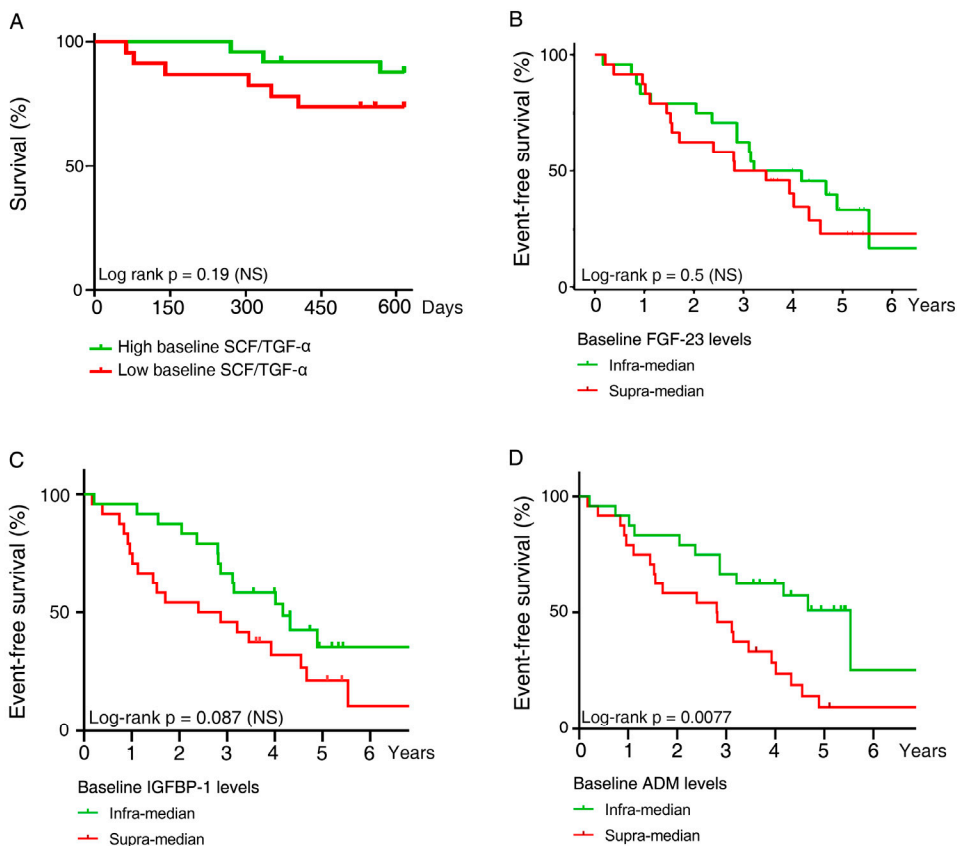 A
Survival (%)
100
50
0
Log rank p = 0.19 (NS)
0 150 300 450 600 Days
High baseline SCF/TGF-α
Low baseline SCF/TGF-α
B
Event-free survival (%)
100
50
0
Log-rank p = 0.5 (NS)
0 1 2 3 4 5 6 Years
Baseline FGF-23 levels
Infra-median
Supra-median
C
Event-free survival (%)
100
50
0
Log-rank p = 0.087 (NS)
0 1 2 3 4 5 6 Years
Baseline IGFBP-1 levels
Infra-median
Supra-median
D
Event-free survival (%)
100
50
0
Log-rank p = 0.0077
0 1 2 3 4 5 6 Years
Baseline ADM levels
Infra-median
Supra-median